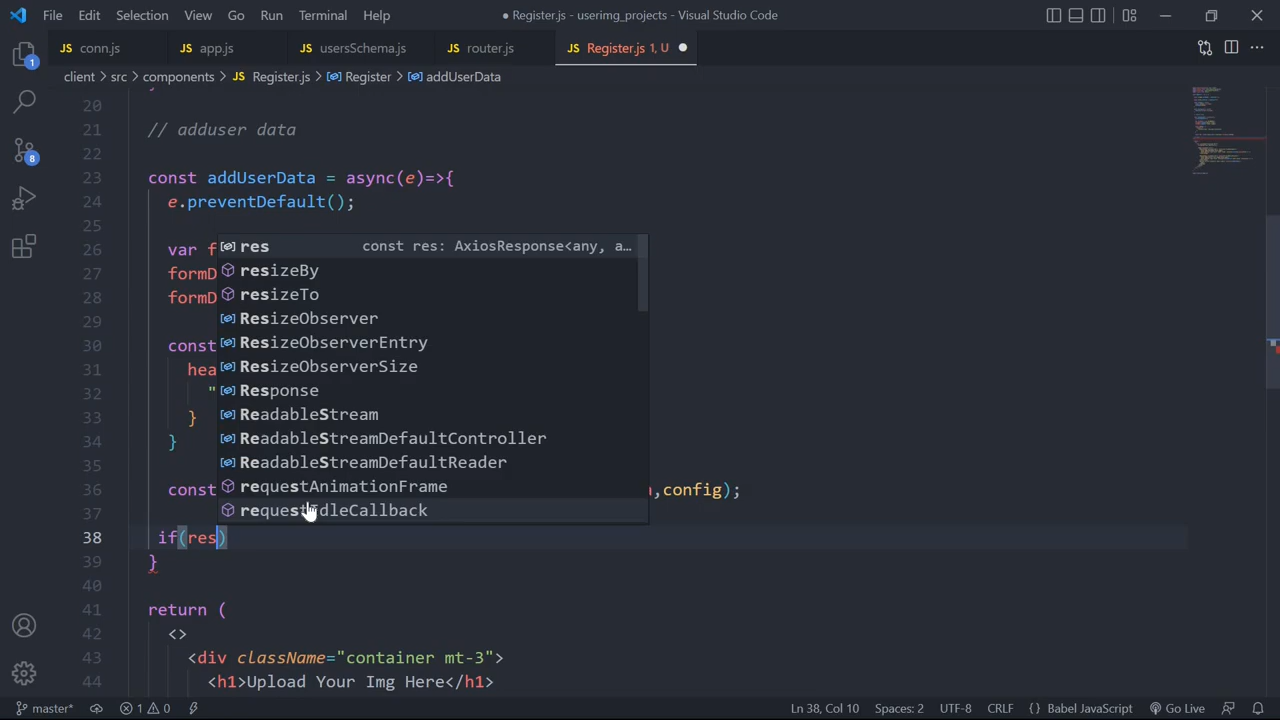 File Edit Selection View Go Run Terminal Help
● Register.js - userimg_projects - Visual Studio Code
JS conn.js JS app.js JS usersSchema.js JS router.js JS Register.js 1, U
client > src > components > JS Register.js > Register > addUserData
20
21 // adduser data
22
23 const addUserData = async(e)=>{
24 e.preventDefault();
25
26 var f
27 formD
28 formD
29
30 const
31 hea
32 "
33 }
34 }
35
36 const ,config);
37
38 if(res)
39 }
40
41 return (
42 <>
43 <div className="container mt-3">
44 <h1>Upload Your Img Here</h1>
res const res: AxiosResponse<any, a…
resizeBy
resizeTo
ResizeObserver
ResizeObserverEntry
ResizeObserverSize
Response
ReadableStream
ReadableStreamDefaultController
ReadableStreamDefaultReader
requestAnimationFrame
requestIdleCallback
1
8
master* 1 0 Ln 38, Col 10 Spaces: 2 UTF-8 CRLF {} Babel JavaScript Go Live